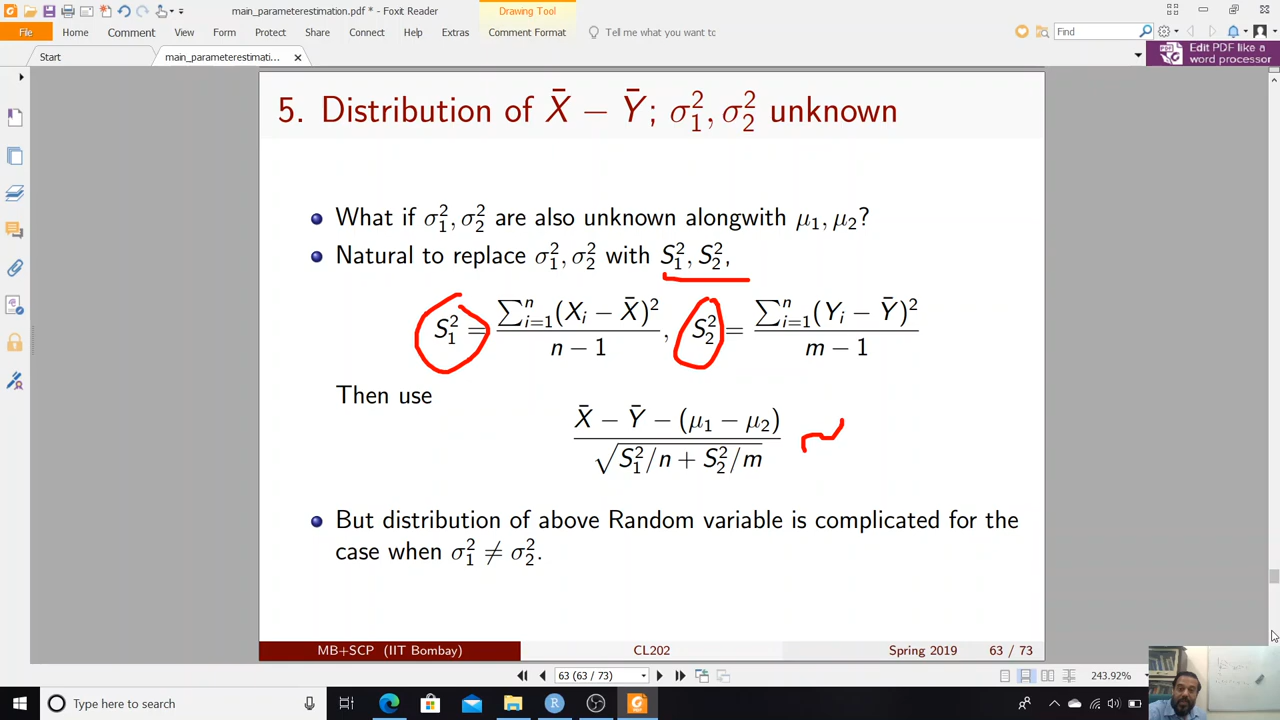 main_parameterestimation.pdf * - Foxit Reader
Drawing Tool
File Home Comment View Form Protect Share Connect Help Extras Comment Format Tell me what you want tc Find
Start main_parameterestimati... Edit PDF like a
word processor
5. Distribution of X̄ − Ȳ; σ₁², σ₂² unknown
What if σ₁², σ₂² are also unknown alongwith μ₁, μ₂?
Natural to replace σ₁², σ₂² with S₁², S₂²,
S₁² = ∑ᵢ₌₁ⁿ(Xᵢ − X̄)² / n − 1, S₂² = ∑ᵢ₌₁ⁿ(Yᵢ − Ȳ)² / m − 1
Then use
X̄ − Ȳ − (μ₁ − μ₂)
√S₁²/n + S₂²/m
~
But distribution of above Random variable is complicated for the
case when σ₁² ≠ σ₂².
MB+SCP (IIT Bombay) CL202 Spring 2019 63 / 73
63 (63 / 73) 243.92%
Type here to search